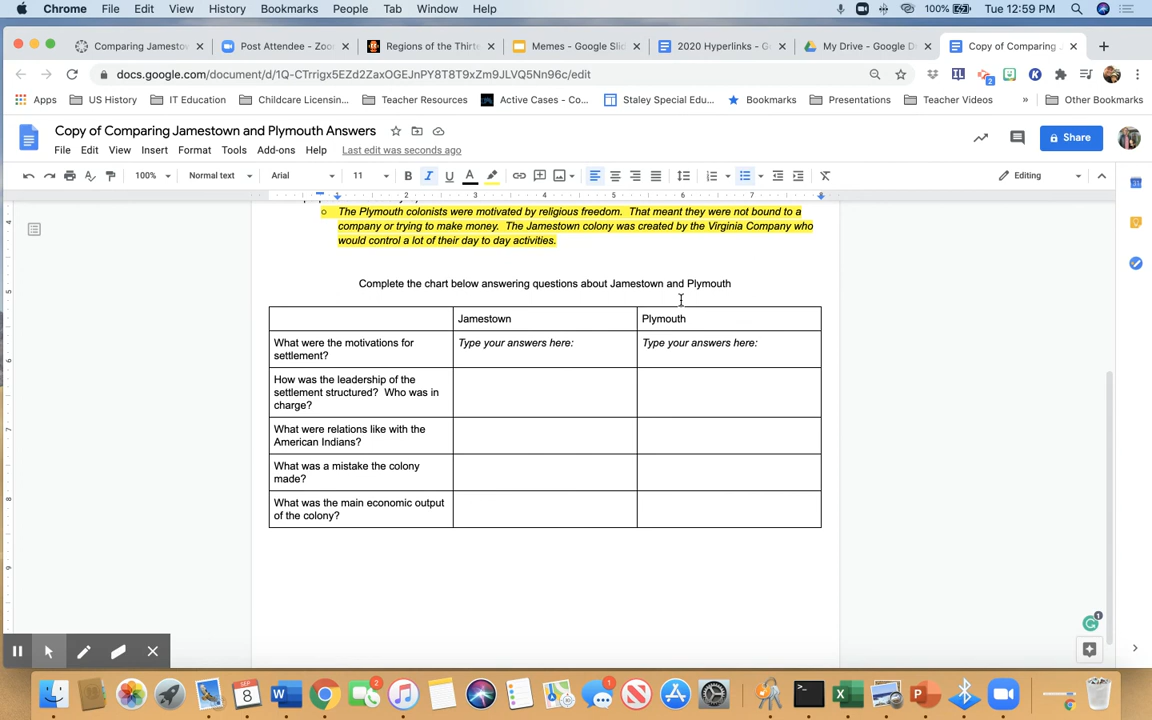 Chrome File Edit View History Bookmarks People Tab Window Help 100% Tue 12:59 PM
Comparing Jamesto Post Attendee - Zoo Regions of the Thirte Memes - Google Slid 2020 Hyperlinks - G My Drive - Google D Copy of Comparing
docs.google.com/document/d/1Q-CTrrigx5EZd2ZaxOGEJnPY8T8T9xZm9JLVQ5Nn96c/edit
Apps US History IT Education Childcare Licensin... Teacher Resources Active Cases - Co... Staley Special Edu... Bookmarks Presentations Teacher Videos » Other Bookmarks
Copy of Comparing Jamestown and Plymouth Answers
Share
File Edit View Insert Format Tools Add-ons Help Last edit was seconds ago
100% Normal text Arial 11 B I U A Editing
2 3 4 5 6 7
The Plymouth colonists were motivated by religious freedom. That meant they were not bound to a
company or trying to make money. The Jamestown colony was created by the Virginia Company who
would control a lot of their day to day activities.
Complete the chart below answering questions about Jamestown and Plymouth
Jamestown Plymouth
What were the motivations for
settlement?
Type your answers here: Type your answers here:
How was the leadership of the
settlement structured? Who was in
charge?
What were relations like with the
American Indians?
What was a mistake the colony
made?
What was the main economic output
of the colony?